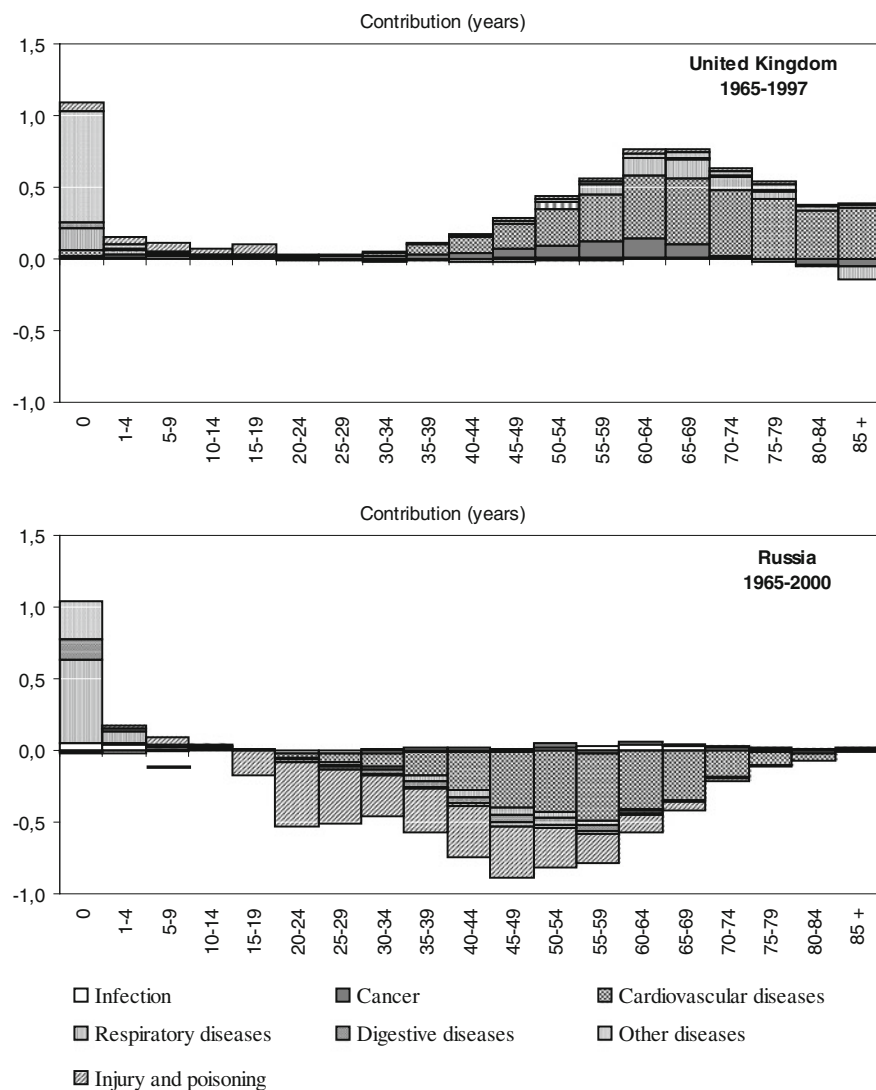 Contribution (years)
United Kingdom
1965-1997
1,5
1,0
0,5
0,0
-0,5
-1,0
0 1-4 5-9 10-14 15-19 20-24 25-29 30-34 35-39 40-44 45-49 50-54 55-59 60-64 65-69 70-74 75-79 80-84 85 +
Contribution (years)
Russia
1965-2000
1,5
1,0
0,5
0,0
-0,5
-1,0
0 1-4 5-9 10-14 15-19 20-24 25-29 30-34 35-39 40-44 45-49 50-54 55-59 60-64 65-69 70-74 75-79 80-84 85 +
Infection Cancer Cardiovascular diseases
Respiratory diseases Digestive diseases Other diseases
Injury and poisoning